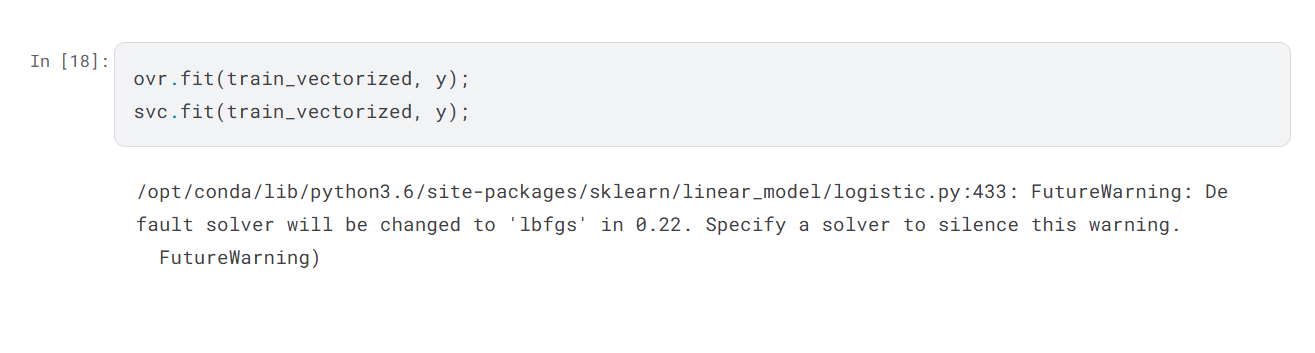 In [18]:
ovr.fit(train_vectorized, y);
svc.fit(train_vectorized, y);
/opt/conda/lib/python3.6/site-packages/sklearn/linear_model/logistic.py:433: FutureWarning: De
fault solver will be changed to 'lbfgs' in 0.22. Specify a solver to silence this warning.
  FutureWarning)